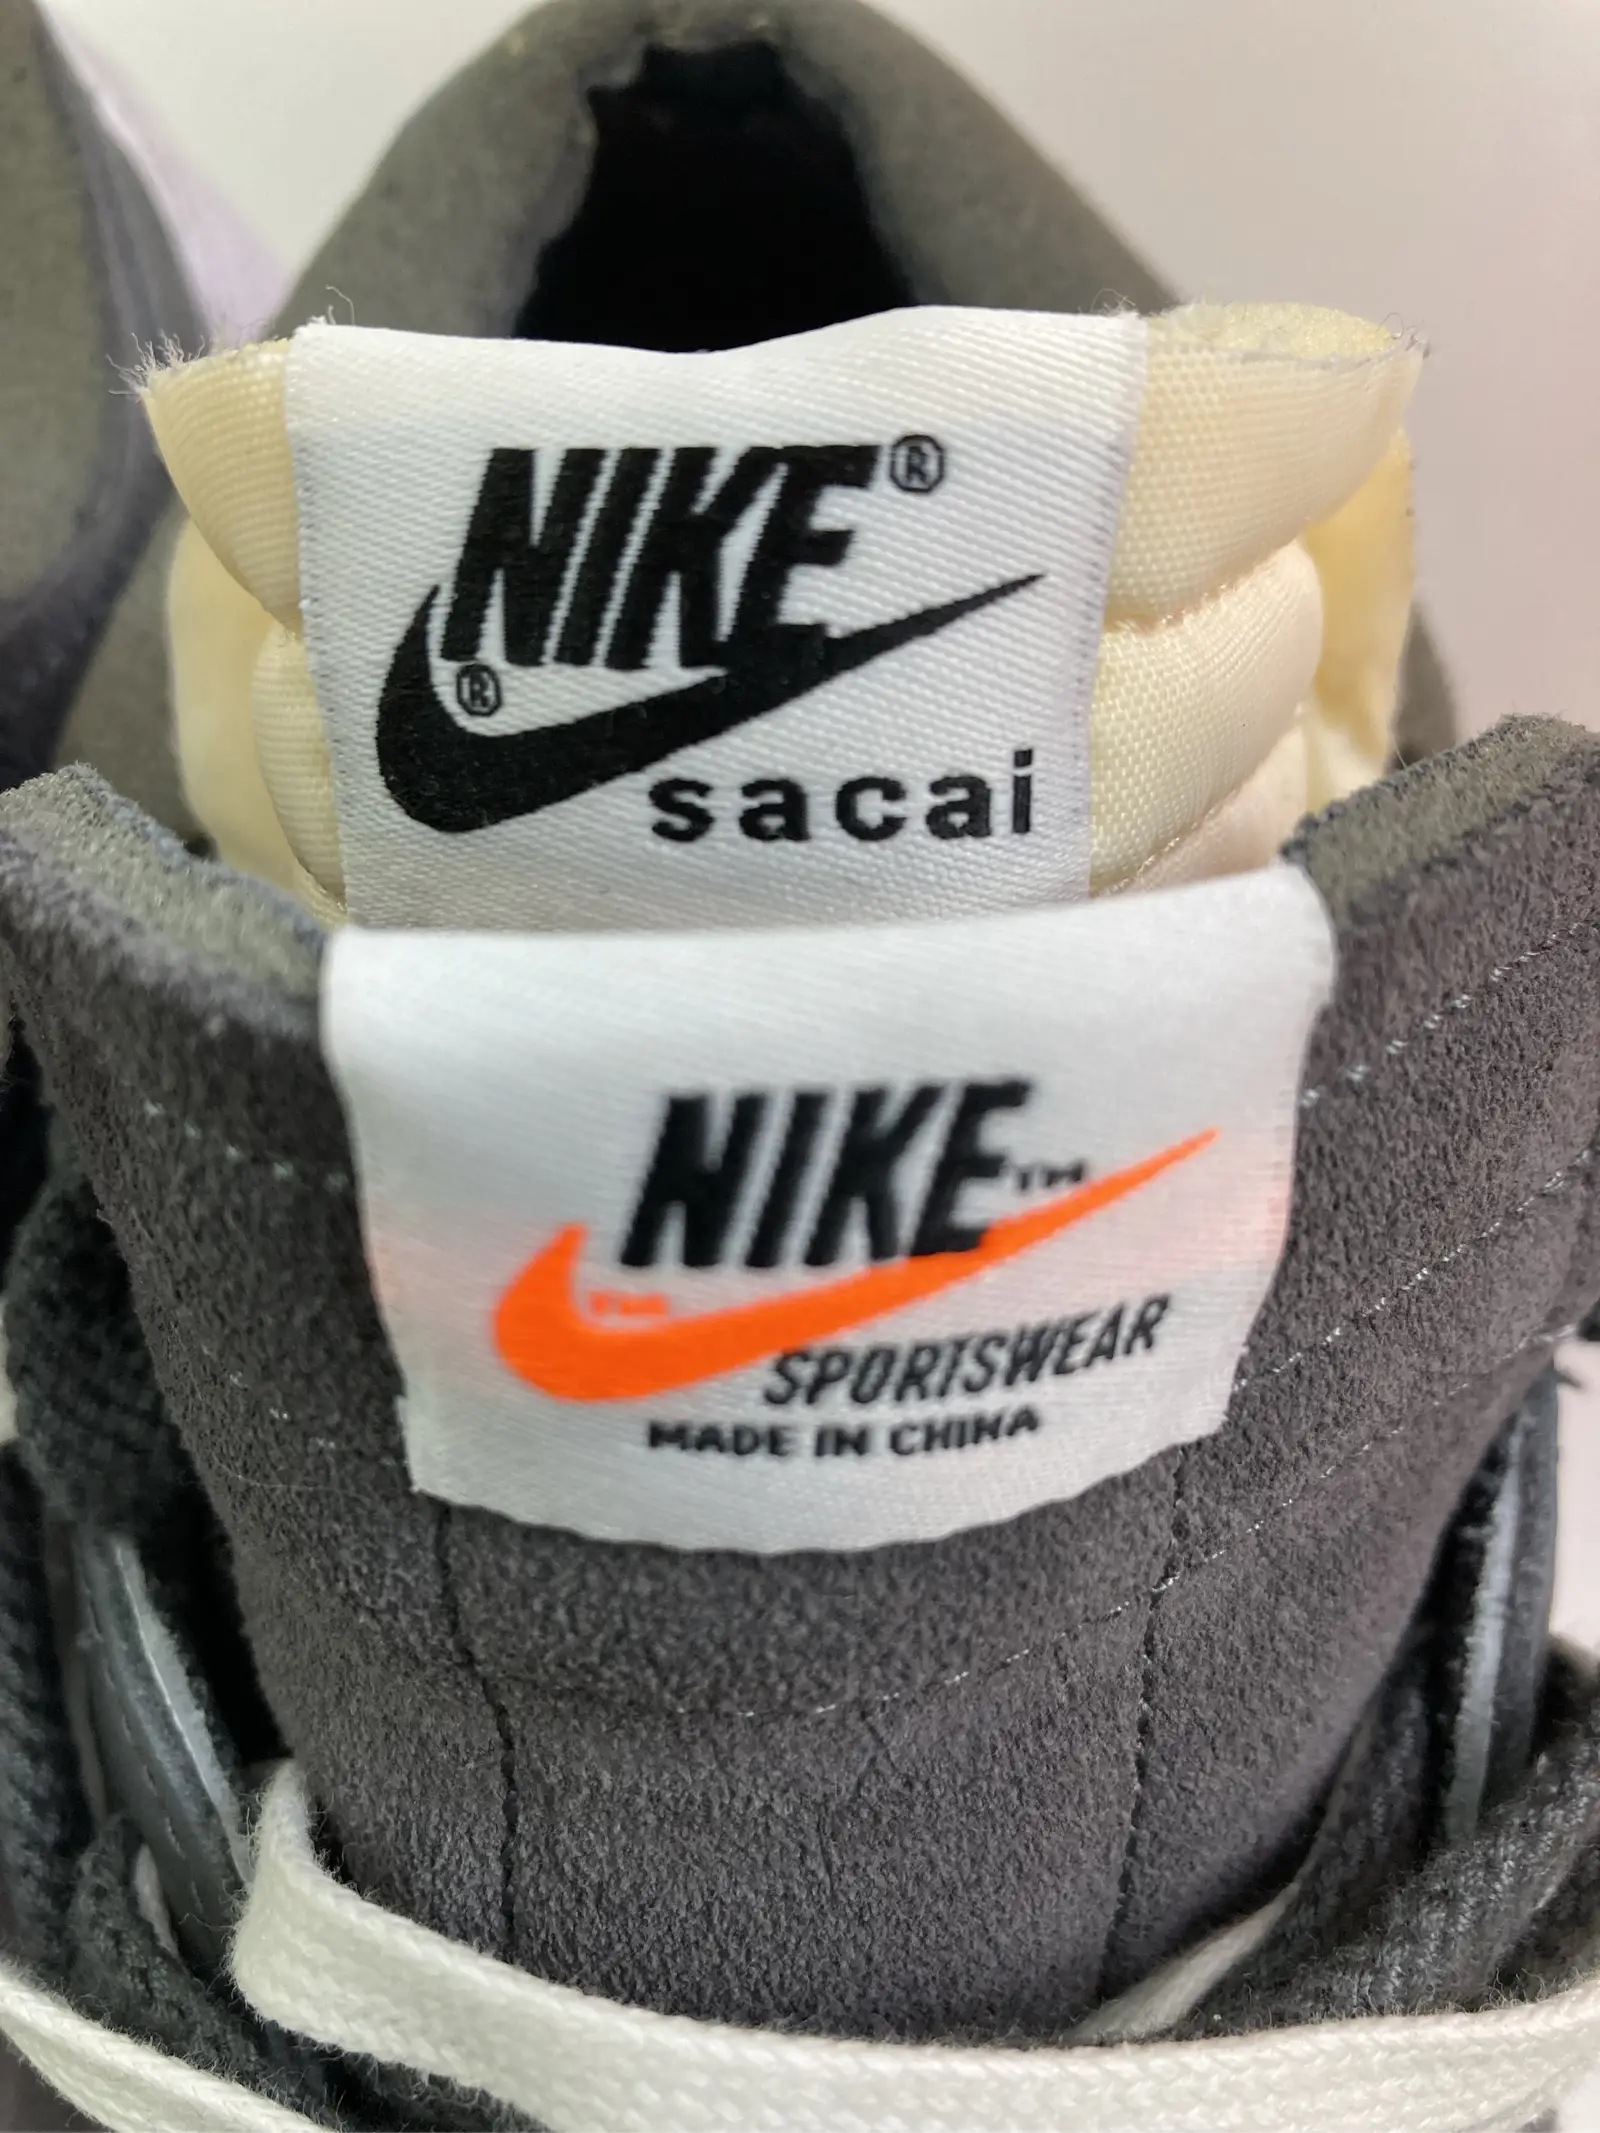 NIKE®
®
sacai
NIKE™
™
SPORTSWEAR
MADE IN CHINA